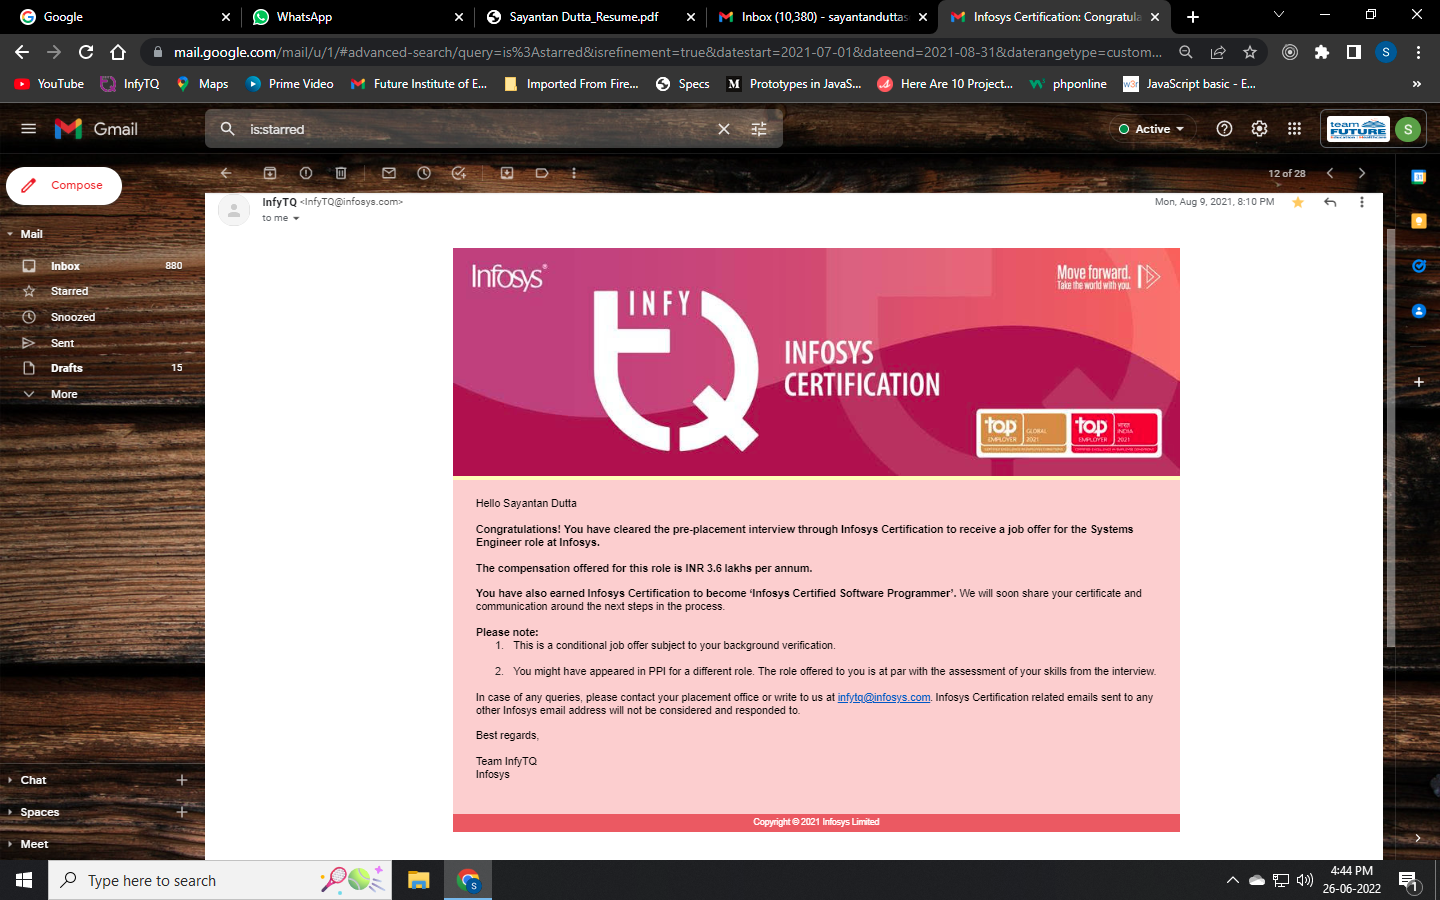 Google
WhatsApp
Sayantan Dutta_Resume.pdf
Inbox (10,380) - sayantanduttas
Infosys Certification: Congratula
mail.google.com/mail/u/1/#advanced-search/query=is%3Astarred&isrefinement=true&datestart=2021-07-01&dateend=2021-08-31&daterangetype=custom...
S
YouTube
InfyTQ
Maps
Prime Video
Future Institute of E...
Imported From Fire...
Specs
M
Prototypes in JavaS...
Here Are 10 Project...
phponline
w3r
JavaScript basic - E...
»
Gmail
is:starred
Active
team
FUTURE
S
Compose
12 of 28
Mail
Inbox 880
Starred
Snoozed
Sent
Drafts 15
More
Chat
Spaces
Meet
InfyTQ <InfyTQ@infosys.com>
Mon, Aug 9, 2021, 8:10 PM
to me
Infosys®
Move forward.
Take the world with you.
INFY
TQ
INFOSYS
CERTIFICATION
top
EMPLOYER
GLOBAL
2021
top
EMPLOYER
INDIA
2021
Hello Sayantan Dutta
Congratulations! You have cleared the pre-placement interview through Infosys Certification to receive a job offer for the Systems
Engineer role at Infosys.
The compensation offered for this role is INR 3.6 lakhs per annum.
You have also earned Infosys Certification to become ‘Infosys Certified Software Programmer’. We will soon share your certificate and
communication around the next steps in the process.
Please note:
1. This is a conditional job offer subject to your background verification.
2. You might have appeared in PPI for a different role. The role offered to you is at par with the assessment of your skills from the interview.
In case of any queries, please contact your placement office or write to us at infytq@infosys.com. Infosys Certification related emails sent to any
other Infosys email address will not be considered and responded to.
Best regards,
Team InfyTQ
Infosys
Copyright © 2021 Infosys Limited
Type here to search
S
4:44 PM
26-06-2022
1